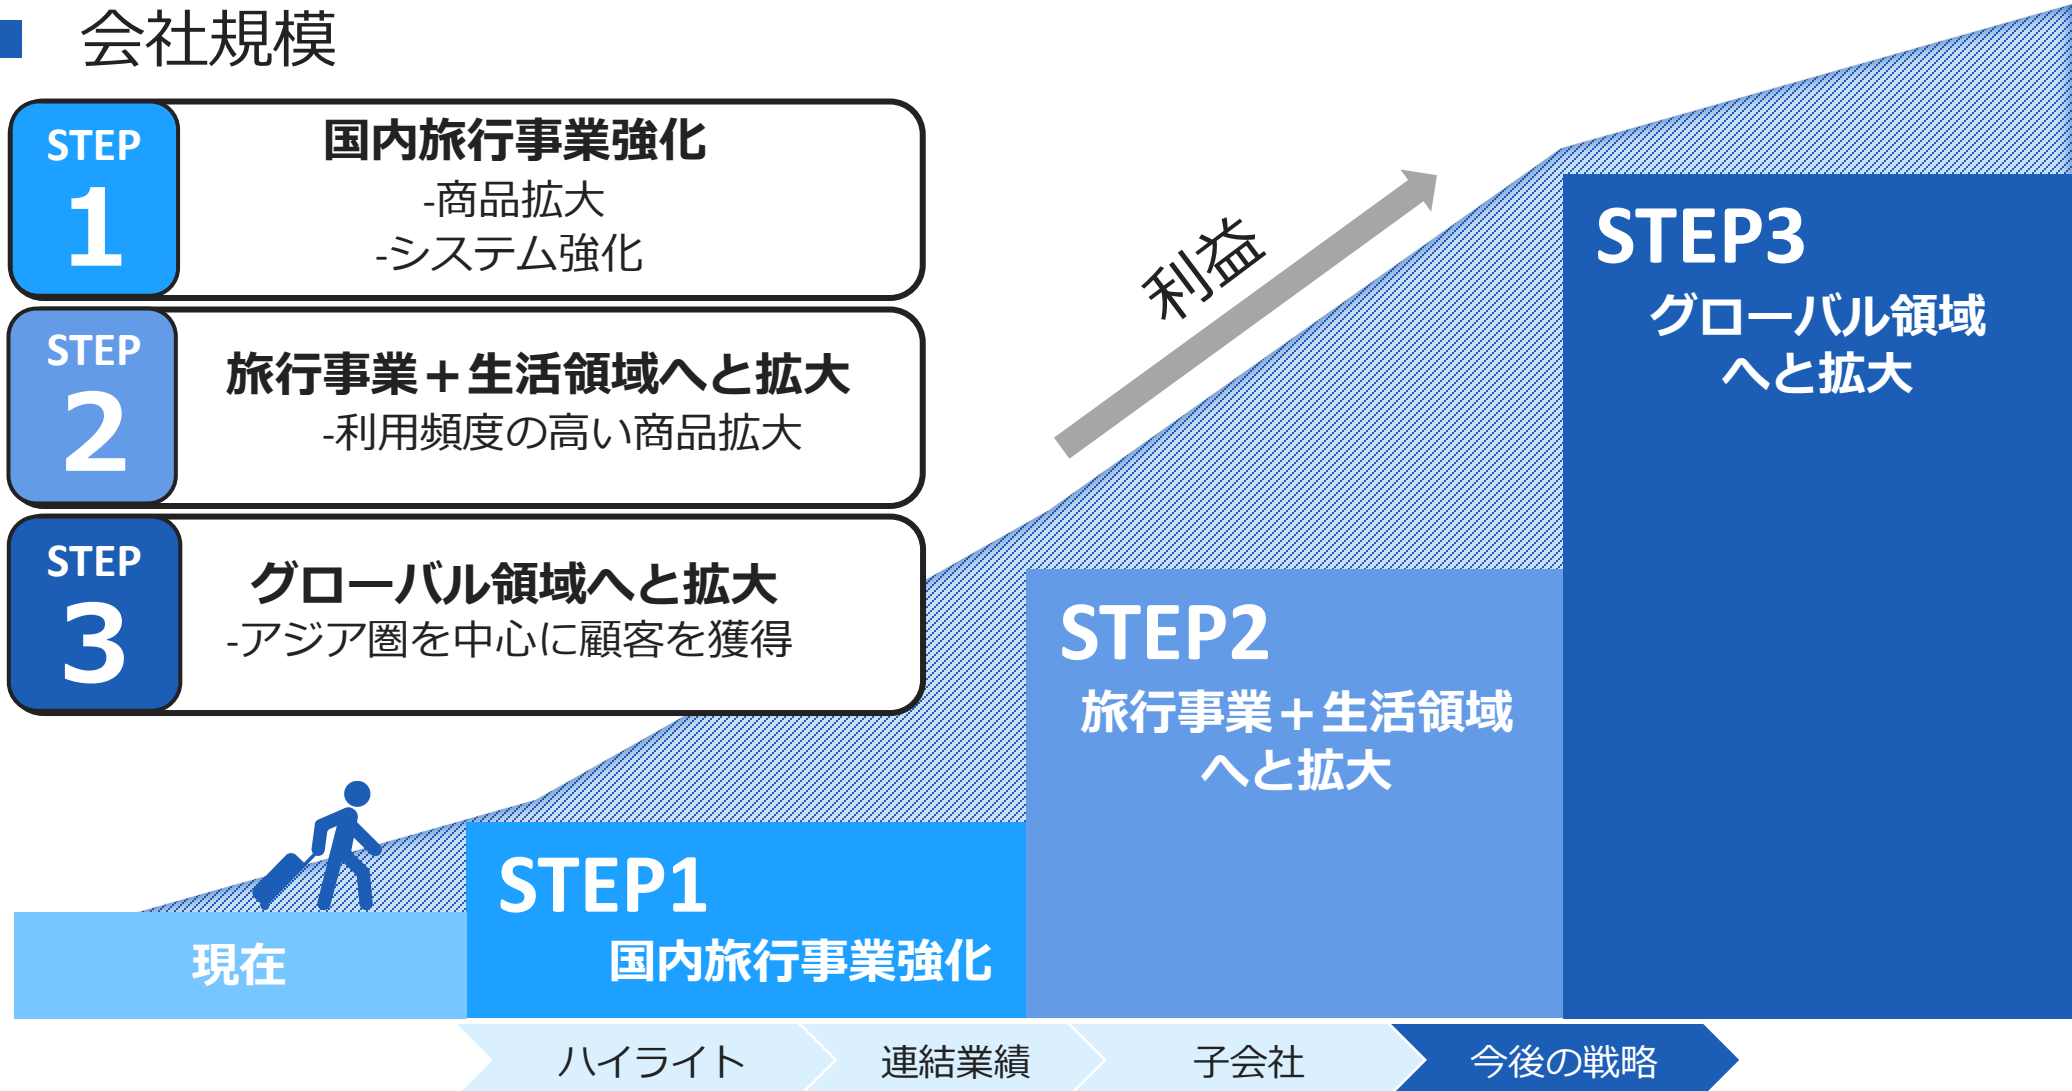 会社規模
STEP
1
国内旅行事業強化
-商品拡大
-システム強化
STEP
2
旅行事業+生活領域へと拡大
-利用頻度の高い商品拡大
STEP
3
グローバル領域へと拡大
-アジア圏を中心に顧客を獲得
利益
現在
STEP1
国内旅行事業強化
STEP2
旅行事業+生活領域
へと拡大
STEP3
グローバル領域
へと拡大
ハイライト
連結業績
子会社
今後の戦略